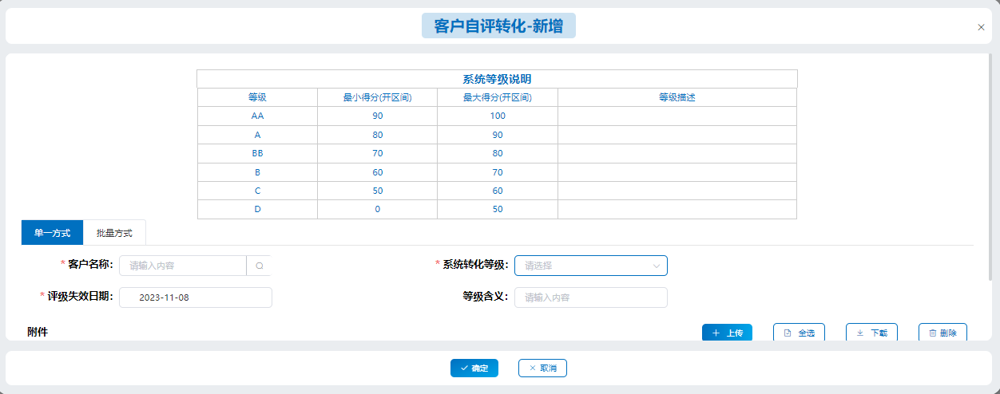 客户自评转化-新增
系统等级说明
等级 最小得分(开区间) 最大得分(开区间) 等级描述
AA 90 100
A 80 90
BB 70 80
B 60 70
C 50 60
D 0 50
单一方式 批量方式
* 客户名称： 请输入内容 * 系统转化等级： 请选择
* 评级失效日期： 2023-11-08 等级含义： 请输入内容
附件 上传 全选 下载 删除
确定 取消